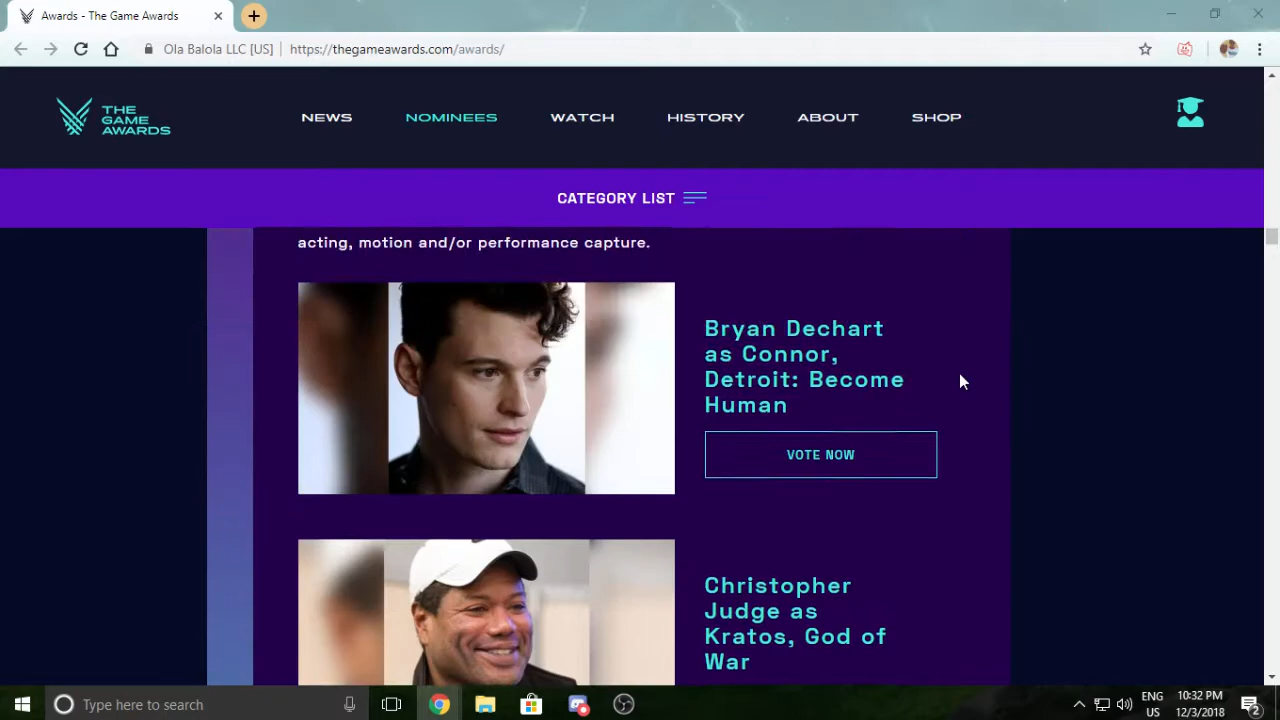 Awards - The Game Awards
Ola Balola LLC [US] https://thegameawards.com/awards/
THE
GAME
AWARDS
NEWS NOMINEES WATCH HISTORY ABOUT SHOP
CATEGORY LIST
acting, motion and/or performance capture.
Bryan Dechart
as Connor,
Detroit: Become
Human
VOTE NOW
Christopher
Judge as
Kratos, God of
War
Type here to search
ENG
US
10:32 PM
12/3/2018
2